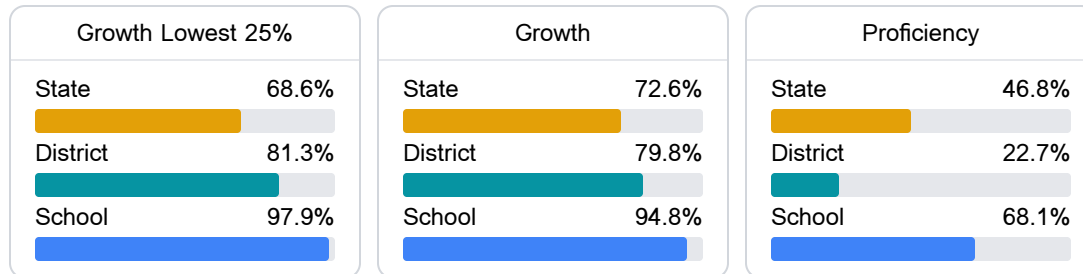 Growth Lowest 25%
State 68.6%
District 81.3%
School 97.9%
Growth
State 72.6%
District 79.8%
School 94.8%
Proficiency
State 46.8%
District 22.7%
School 68.1%